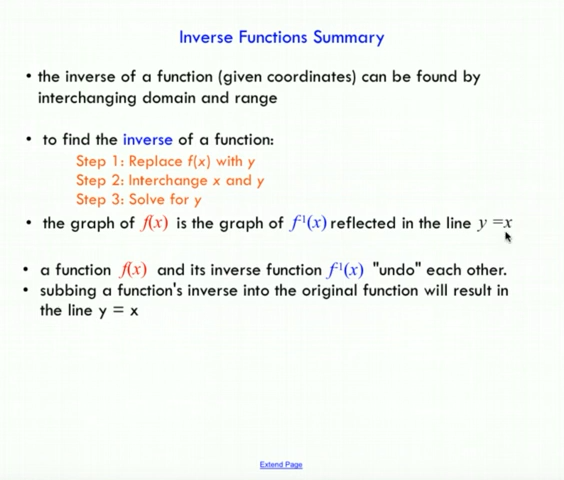 Inverse Functions Summary
• the inverse of a function (given coordinates) can be found by
interchanging domain and range
• to find the inverse of a function:
Step 1: Replace f(x) with y
Step 2: Interchange x and y
Step 3: Solve for y
• the graph of f(x) is the graph of f⁻¹(x) reflected in the line y =x
• a function f(x) and its inverse function f⁻¹(x) "undo" each other.
• subbing a function's inverse into the original function will result in
the line y = x
Extend Page